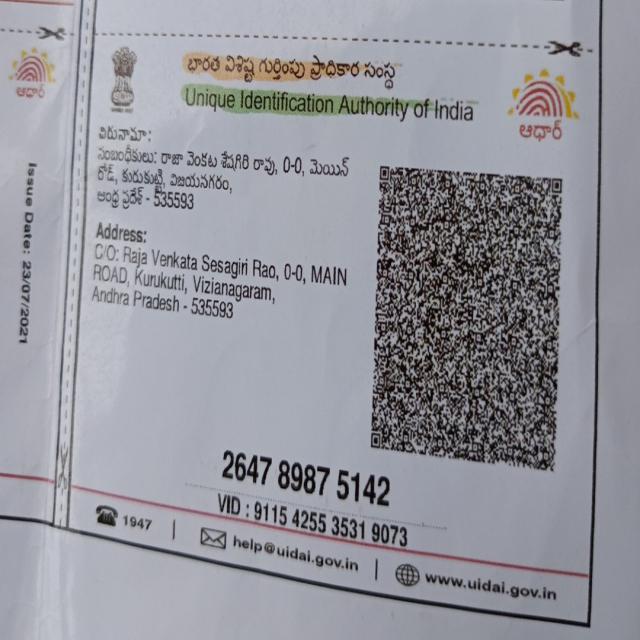 భారత విశిష్ట గుర్తింపు ప్రాధికార సంస్థ
Unique Identification Authority of India
ఆధార్
ఆధార్
చిరునామా:
సంబంధీకులు: రాజా వెంకట శేషగిరి రావు, 0-0, మెయిన్
రోడ్, కురుకుట్టి, విజయనగరం,
ఆంధ్ర ప్రదేశ్ - 535593
Address:
C/O: Raja Venkata Sesagiri Rao, 0-0, MAIN
ROAD, Kurukutti, Vizianagaram,
Andhra Pradesh - 535593
Issue Date: 23/07/2021
2647 8987 5142
VID : 9115 4255 3531 9073
1947
help@uidai.gov.in
www.uidai.gov.in